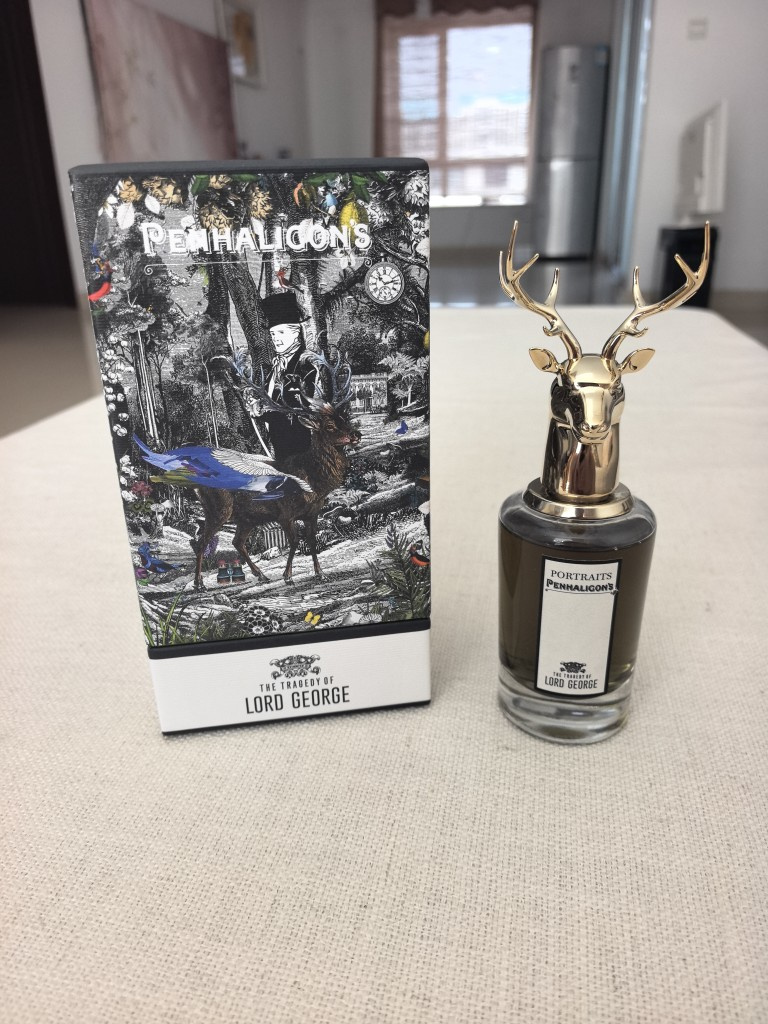 PENHALIGON'S
THE TRAGEDY OF
LORD GEORGE
PORTRAITS
PENHALIGON'S
THE TRAGEDY OF
LORD GEORGE